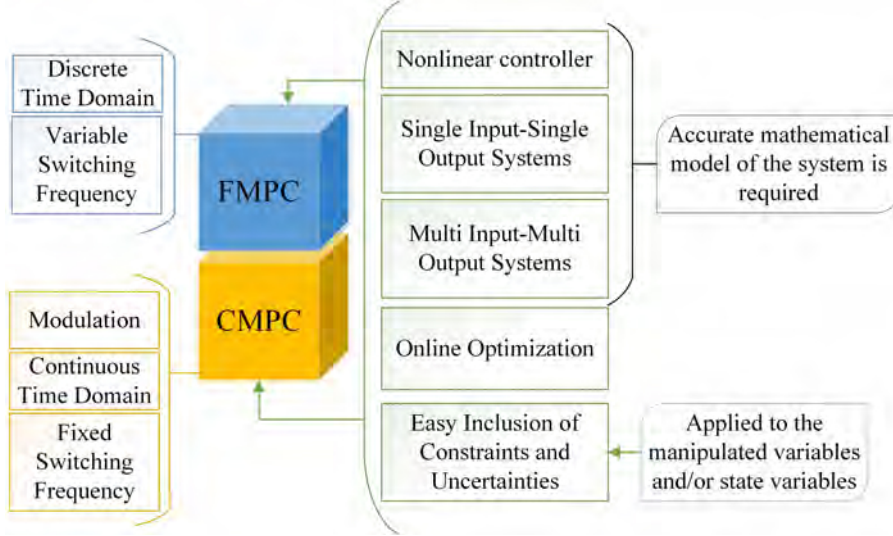 Discrete
Time Domain
Variable
Switching
Frequency
FMPC
CMPC
Modulation
Continuous
Time Domain
Fixed
Switching
Frequency
Nonlinear controller
Single Input-Single
Output Systems
Multi Input-Multi
Output Systems
Online Optimization
Easy Inclusion of
Constraints and
Uncertainties
Accurate mathematical
model of the system is
required
Applied to the
manipulated variables
and/or state variables